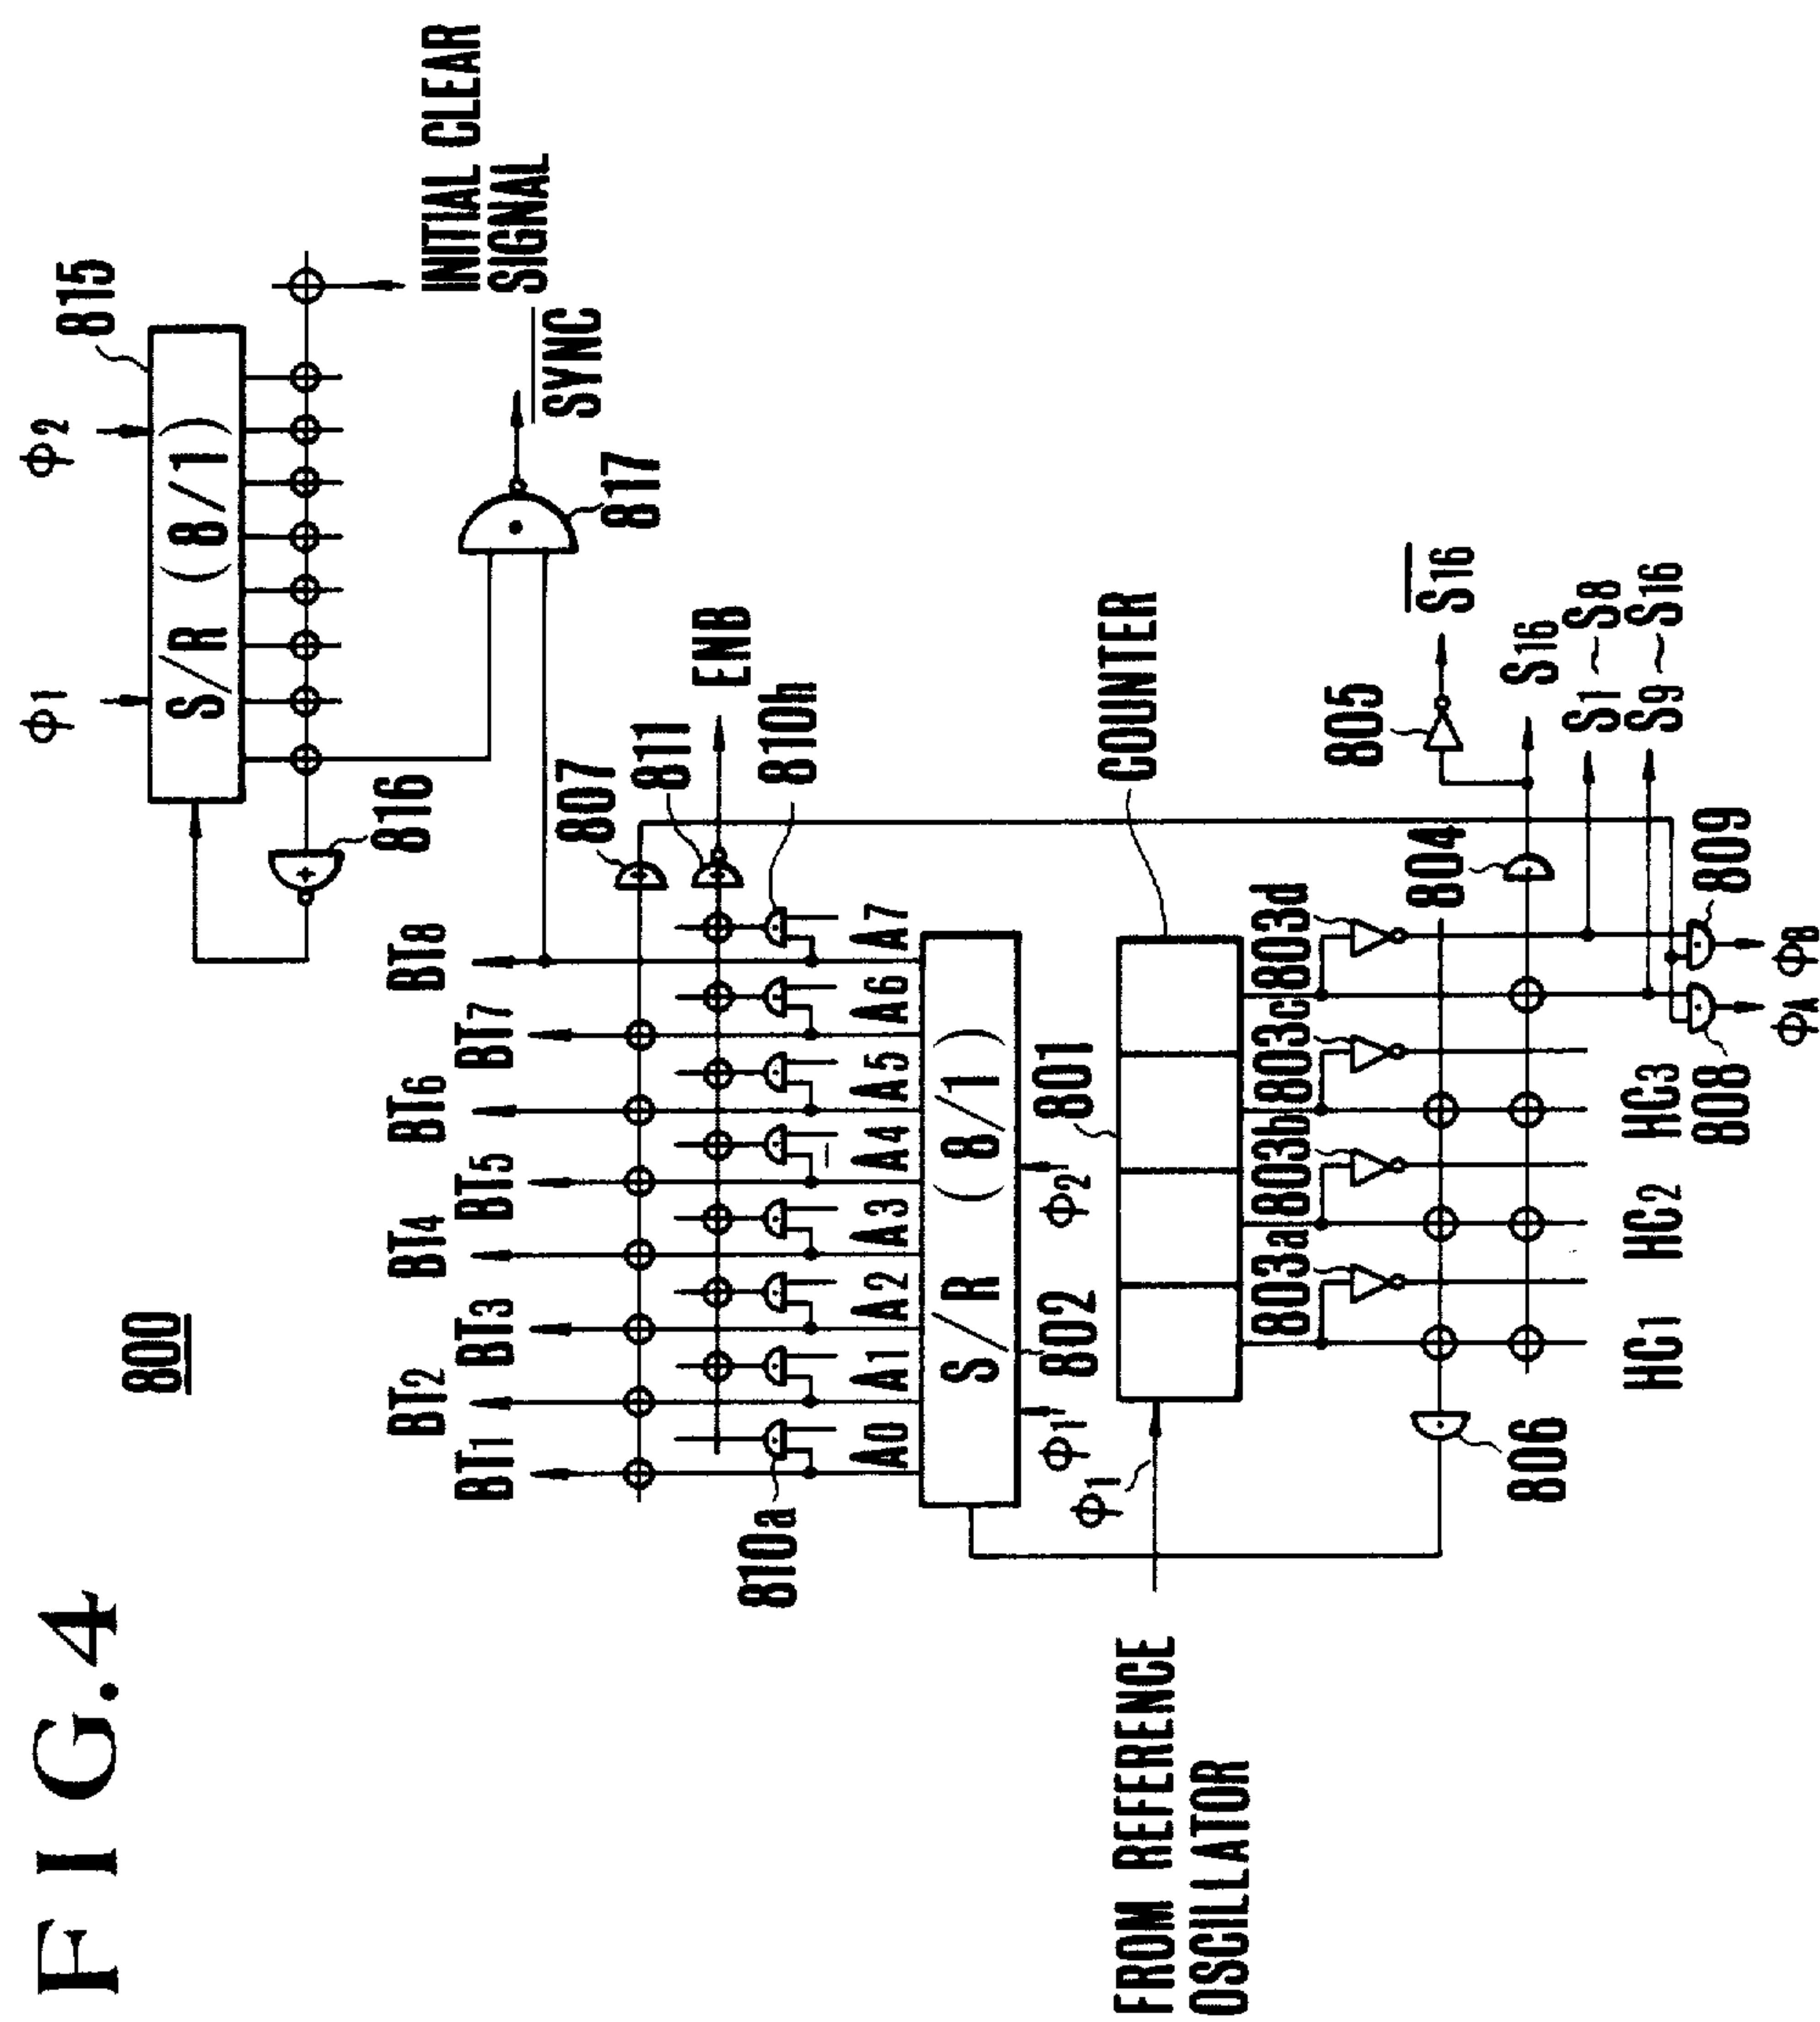 FIG.4
800
Φ1
Φ2
815
S/R (8/1)
816
INITIAL CLEAR
SIGNAL
SYNC
817
BT1
BT2
BT3
BT4
BT5
BT6
BT7
BT8
807
811
ENB
810a
810h
A0
A1
A2
A3
A4
A5
A6
A7
S/R (8/1)
Φ1
802
Φ2
801
COUNTER
FROM REFERENCE
OSCILLATOR
Φ1
803a
803b
803c
803d
804
805
S16
S16
S1~S8
S9~S16
806
HC1
HC2
HC3
808
809
ΦA
ΦB